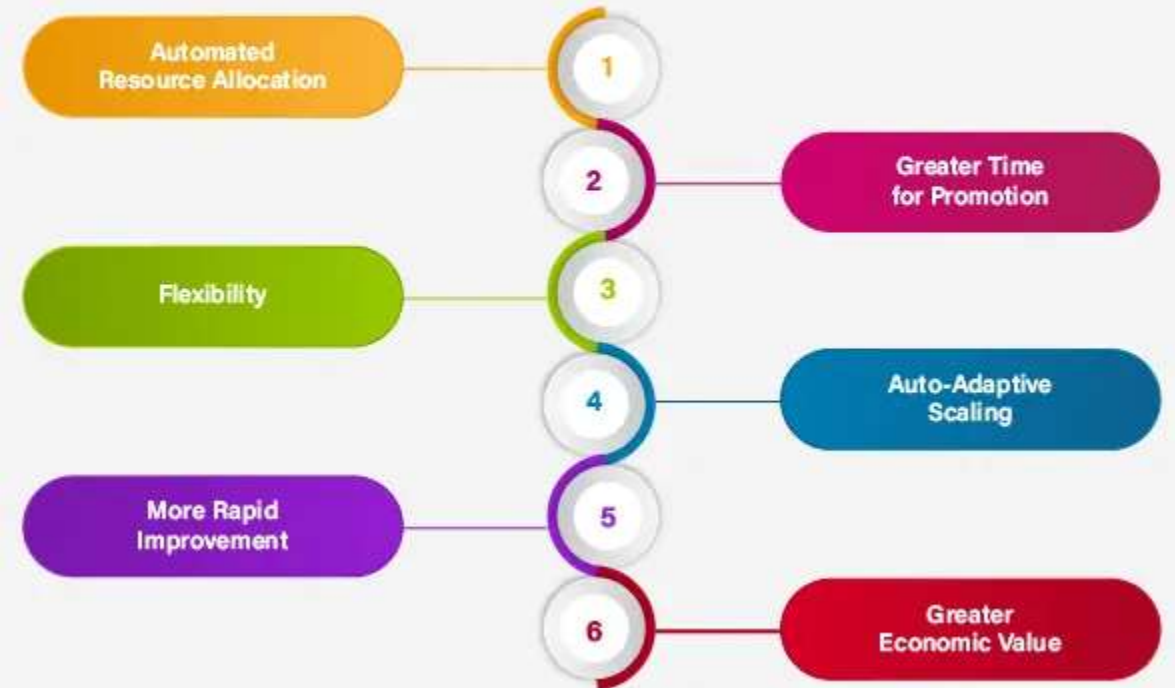 Automated
Resource Allocation
1
2
Greater Time
for Promotion
Flexibility
3
4
Auto-Adaptive
Scaling
More Rapid
Improvement
5
6
Greater
Economic Value